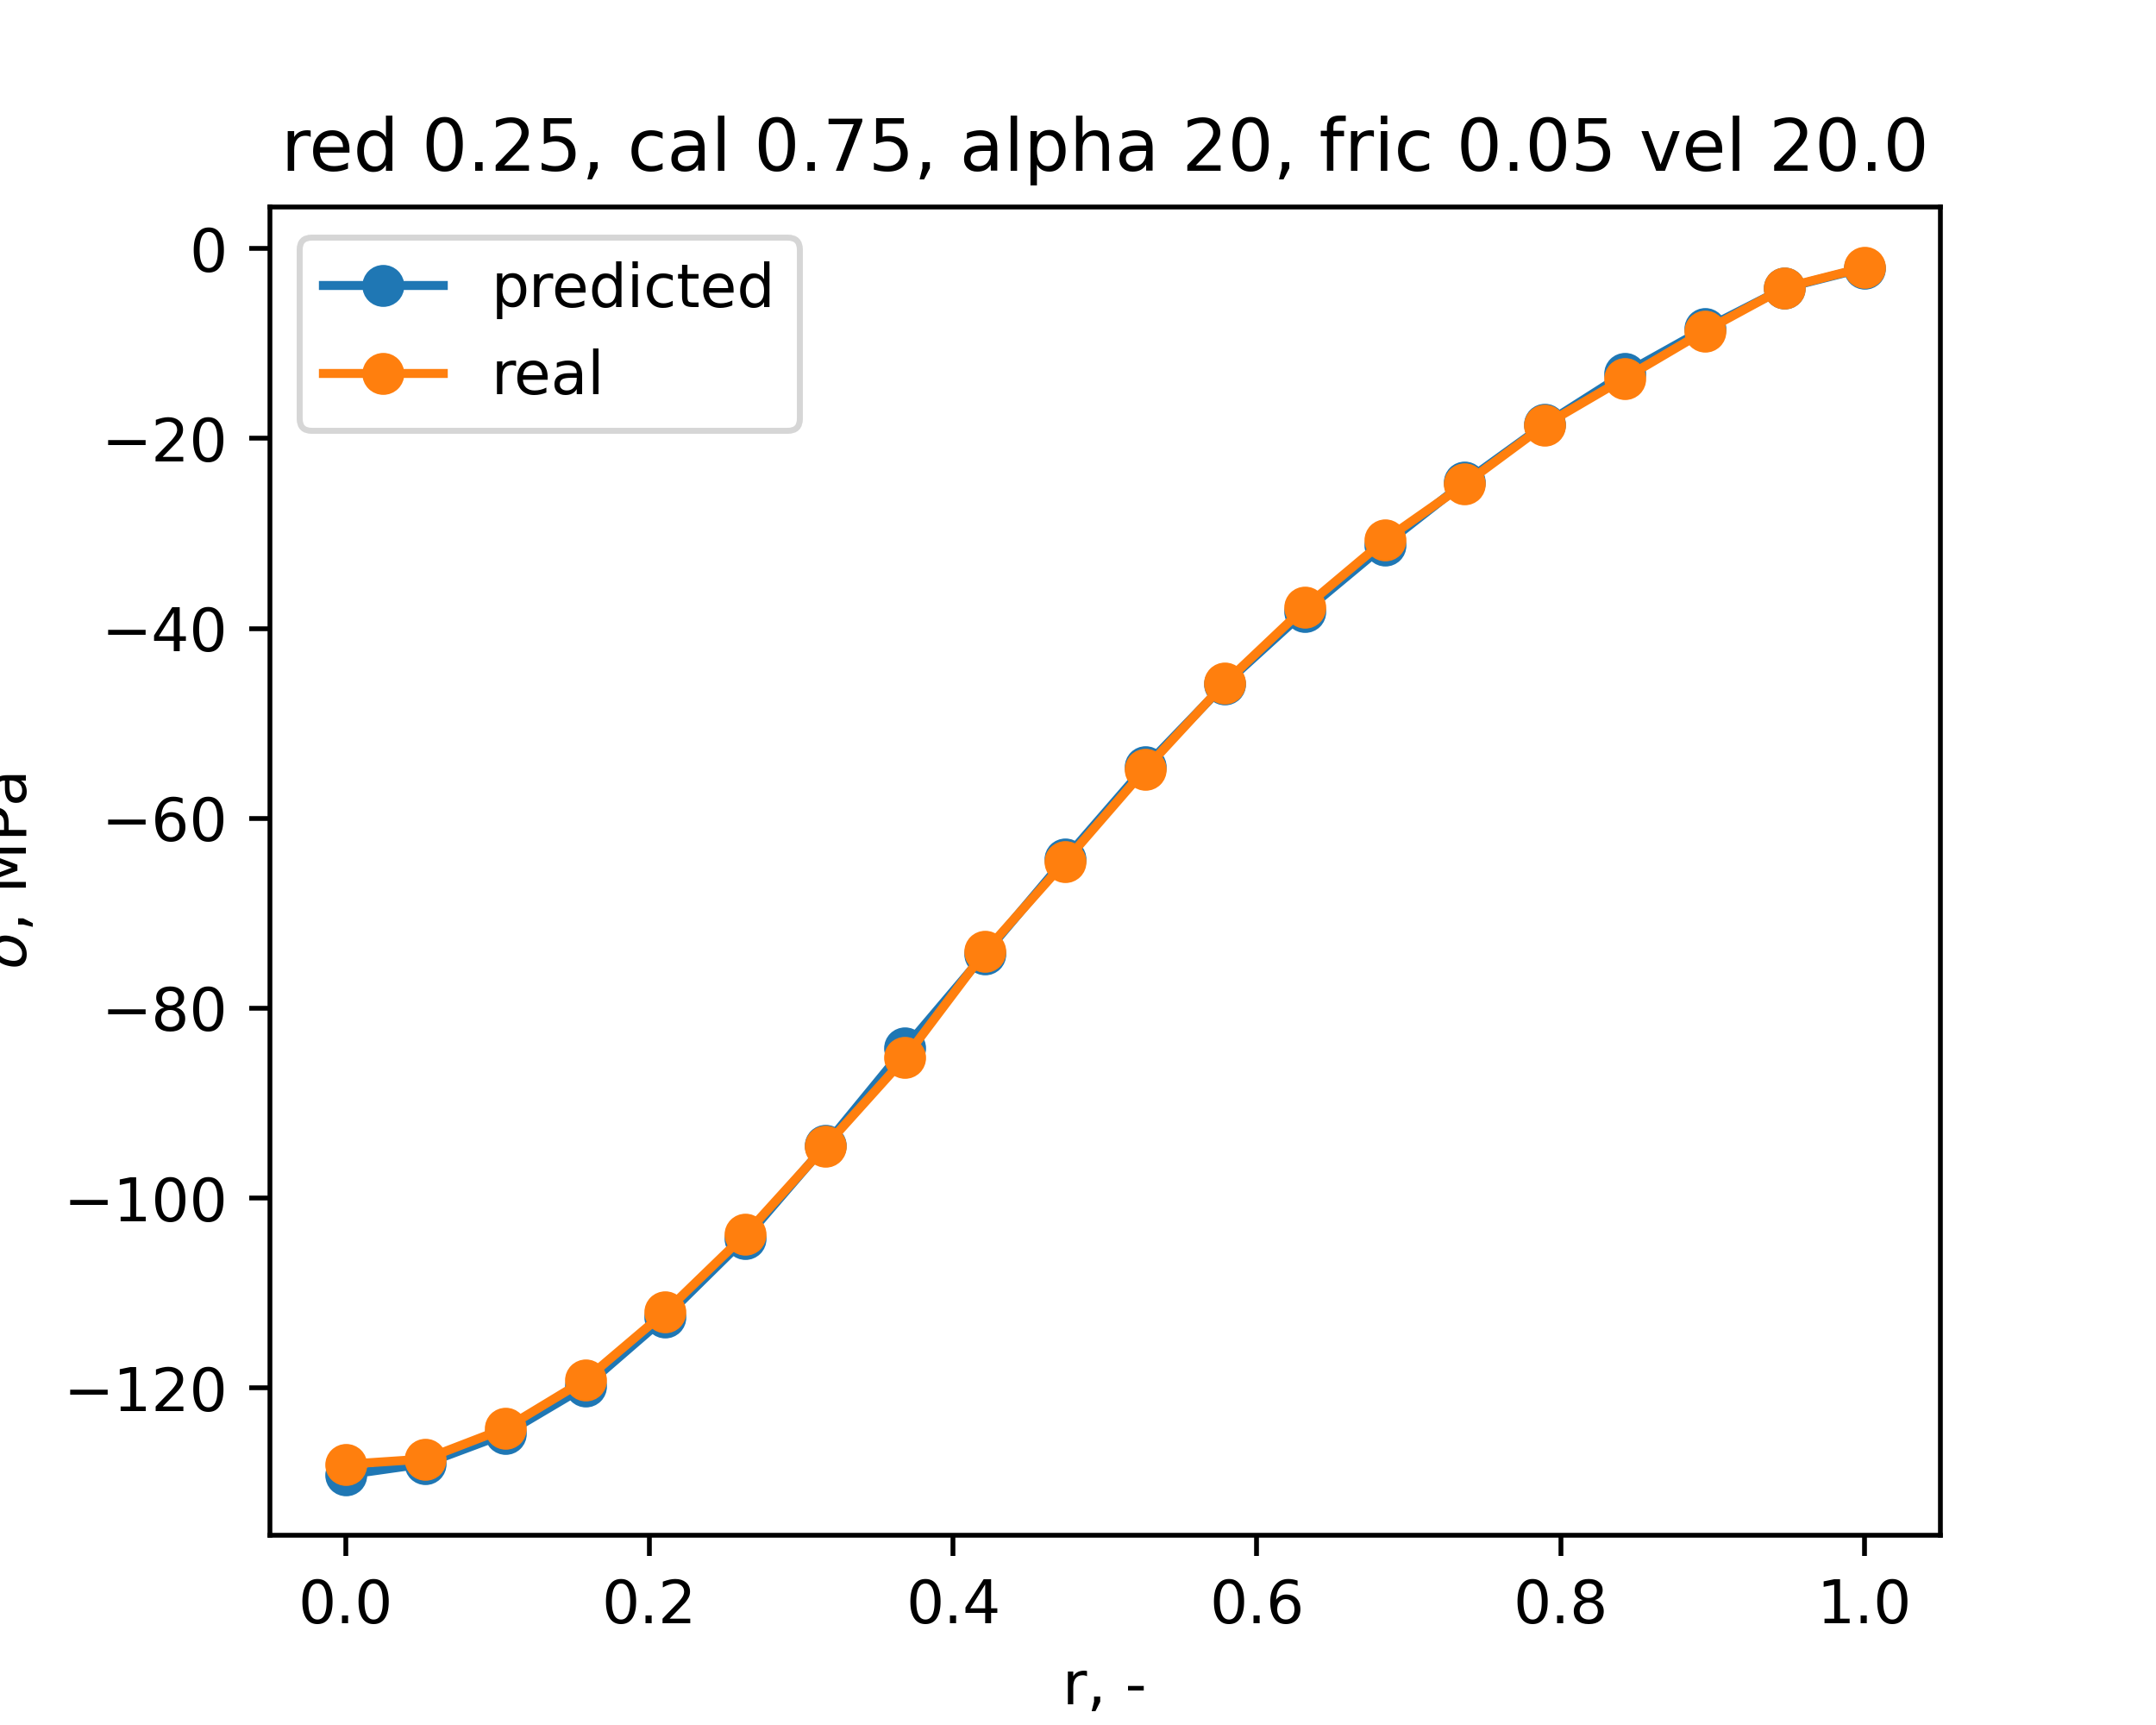 red 0.25, cal 0.75, alpha 20, fric 0.05 vel 20.0
predicted
real
0
−20
−40
−60
−80
−100
−120
σ, MPa
0.0 0.2 0.4 0.6 0.8 1.0
r, -